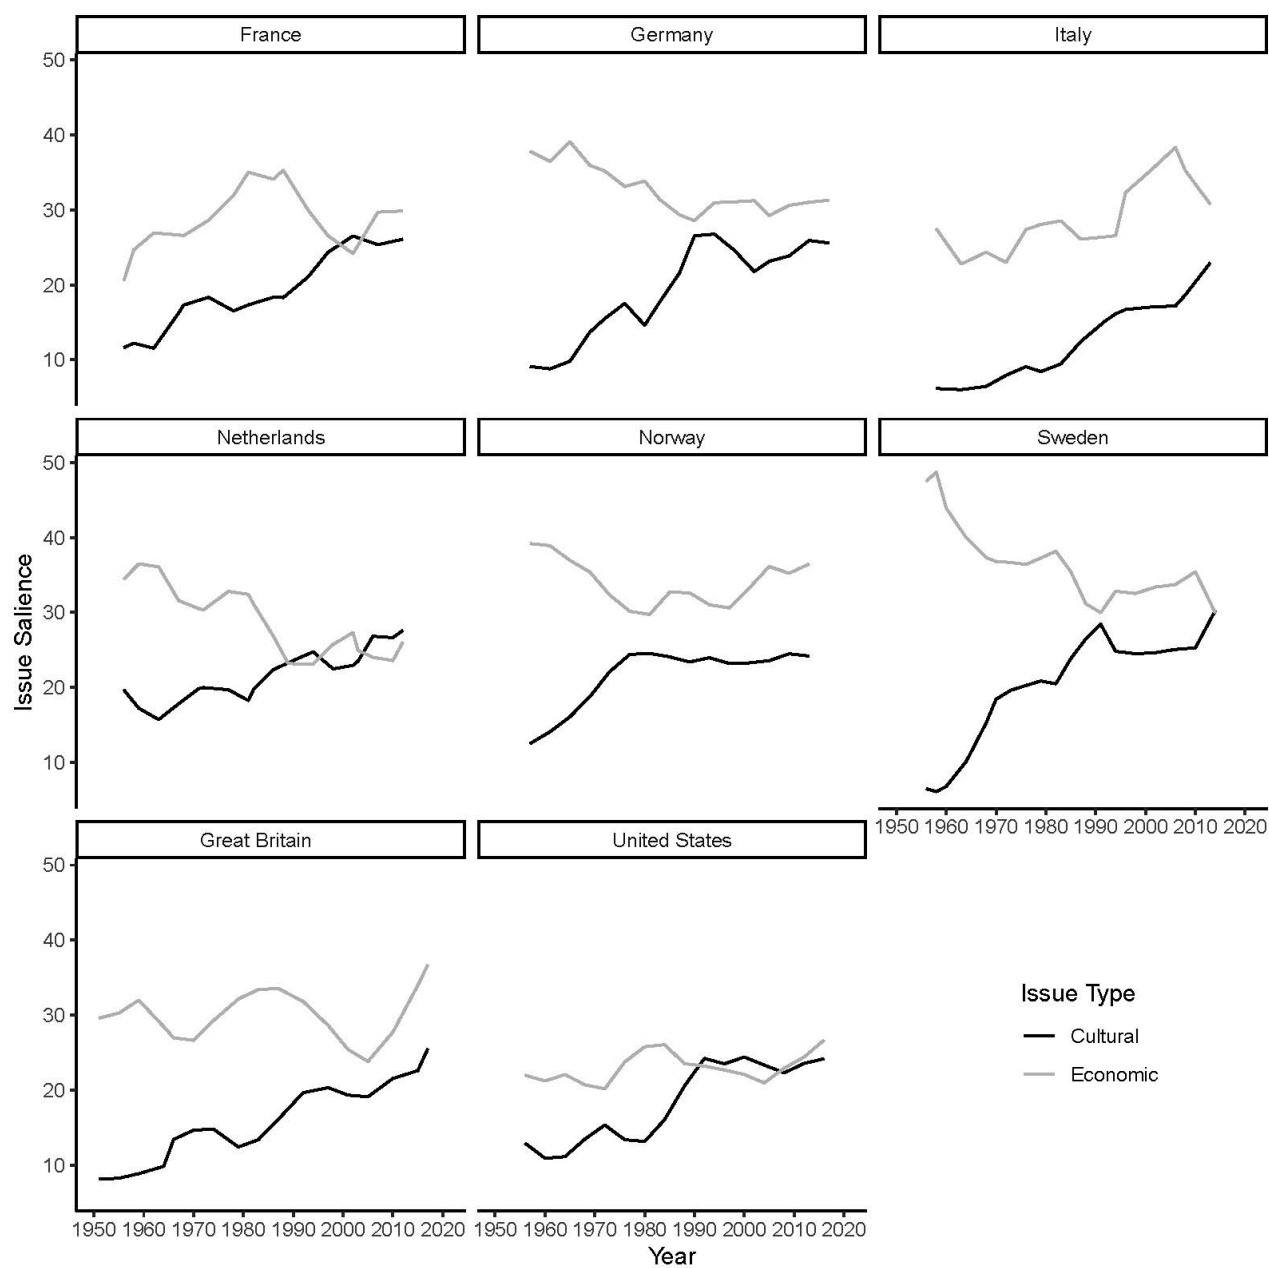 France
Germany
Italy
50
40
30
20
10
Netherlands
Norway
Sweden
50
40
30
20
10
1950 1960 1970 1980 1990 2000 2010 2020
Great Britain
United States
50
40
30
20
10
1950 1960 1970 1980 1990 2000 2010 2020
1950 1960 1970 1980 1990 2000 2010 2020
Issue Salience
Year
Issue Type
Cultural
Economic